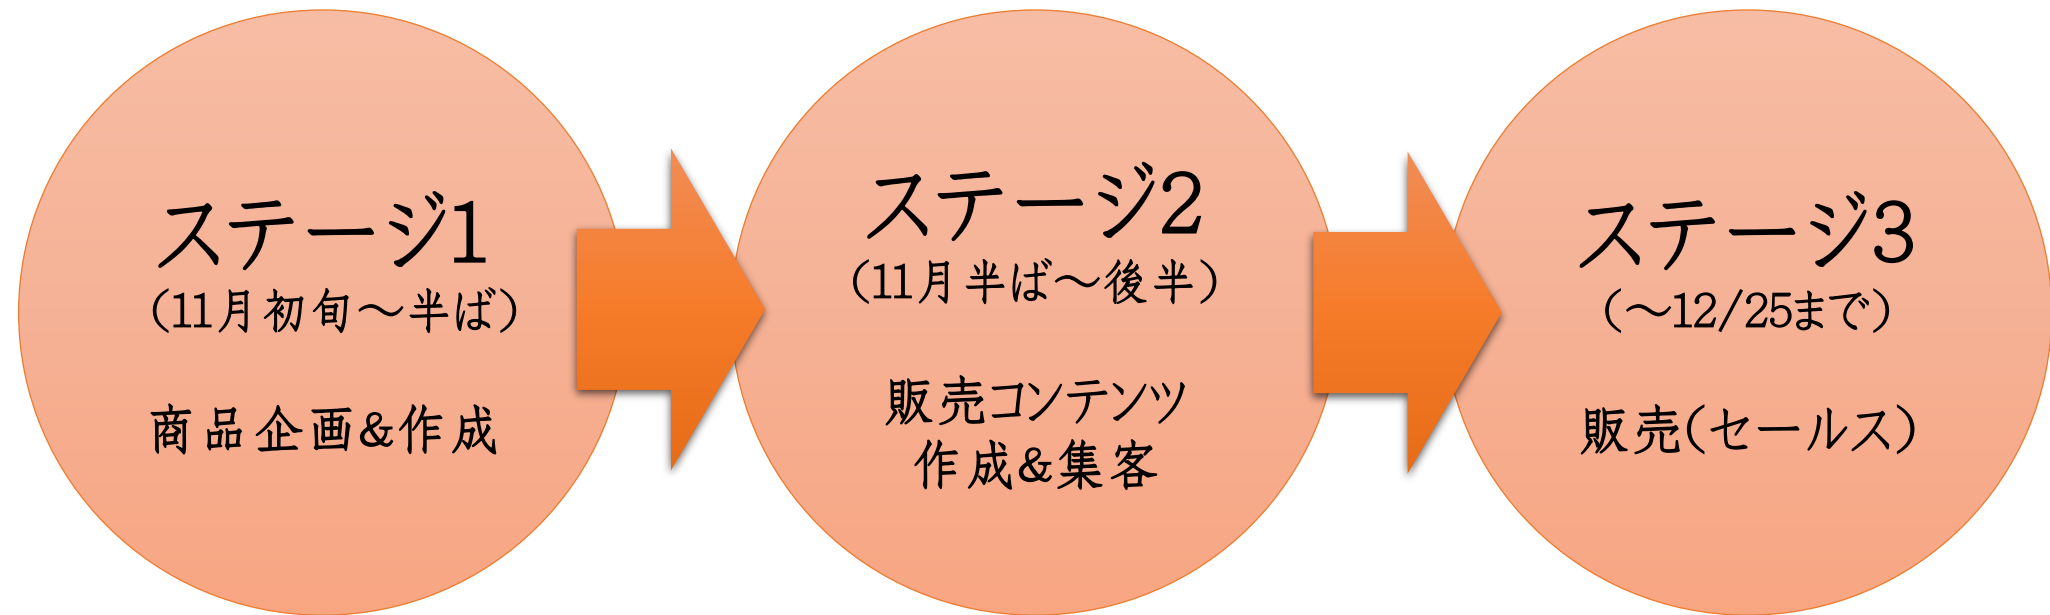 ステージ1
(11月初旬～半ば)
商品企画&作成
ステージ2
(11月半ば～後半)
販売コンテンツ
作成&集客
ステージ3
(～12/25まで)
販売(セールス)